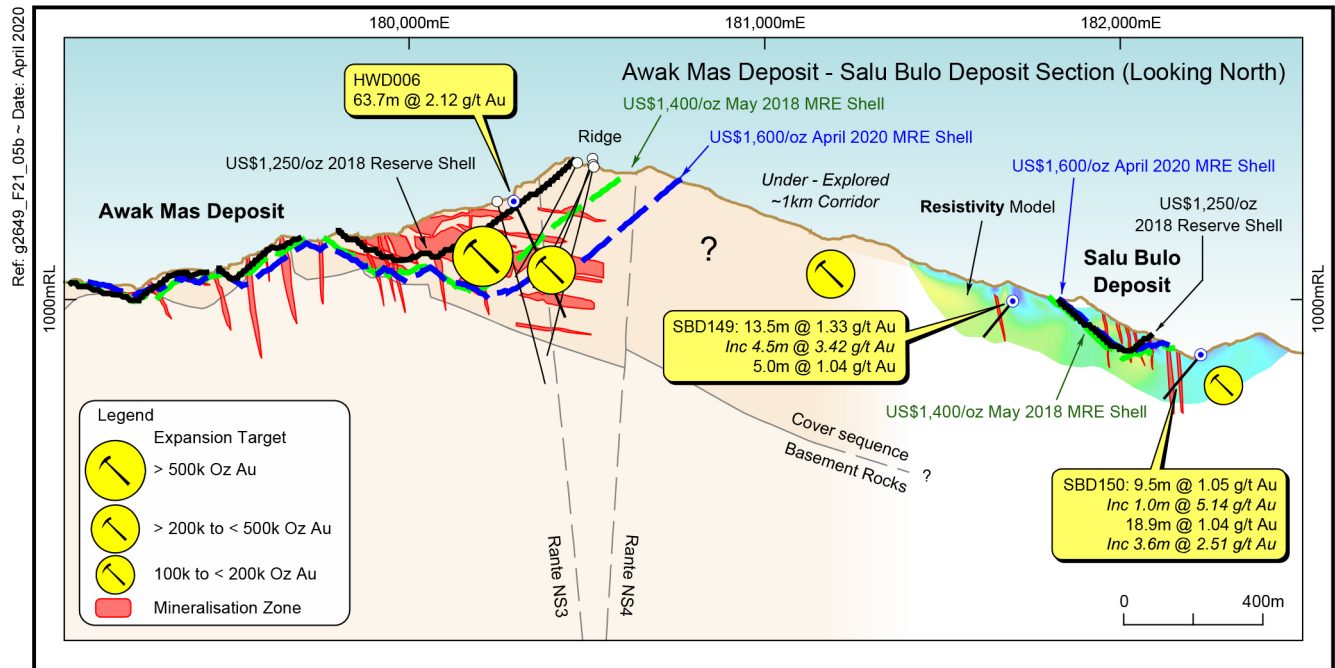 Ref: g2649_F21_05b ~ Date: April 2020
180,000mE
181,000mE
182,000mE
Awak Mas Deposit - Salu Bulo Deposit Section (Looking North)
HWD006
63.7m @ 2.12 g/t Au
US$1,400/oz May 2018 MRE Shell
Ridge
US$1,600/oz April 2020 MRE Shell
US$1,250/oz 2018 Reserve Shell
Under - Explored
~1km Corridor
US$1,600/oz April 2020 MRE Shell
Awak Mas Deposit
Resistivity Model
US$1,250/oz
2018 Reserve Shell
Salu Bulo
Deposit
?
1000mRL
1000mRL
SBD149: 13.5m @ 1.33 g/t Au
Inc 4.5m @ 3.42 g/t Au
5.0m @ 1.04 g/t Au
US$1,400/oz May 2018 MRE Shell
Cover sequence
Basement Rocks
?
SBD150: 9.5m @ 1.05 g/t Au
Inc 1.0m @ 5.14 g/t Au
18.9m @ 1.04 g/t Au
Inc 3.6m @ 2.51 g/t Au
Rante NS3
Rante NS4
Legend
Expansion Target
> 500k Oz Au
> 200k to < 500k Oz Au
100k to < 200k Oz Au
Mineralisation Zone
0
400m